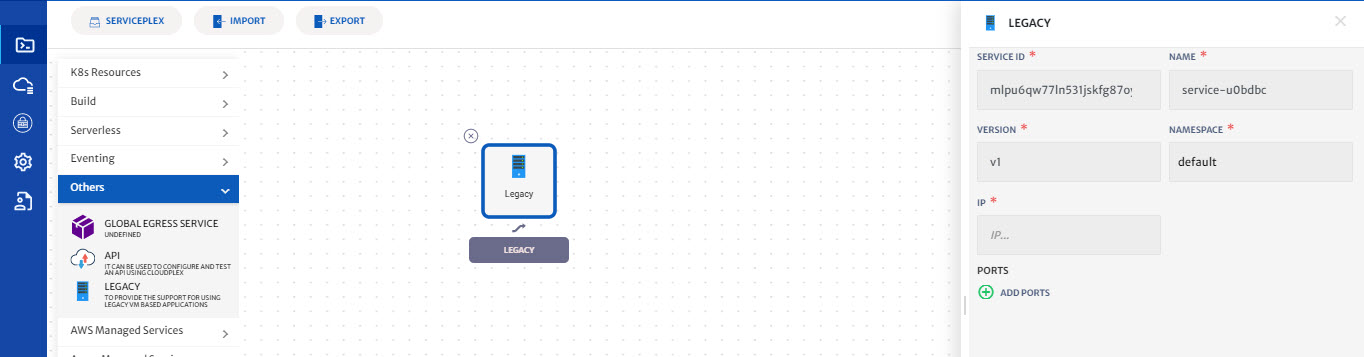 SERVICEPLEX
IMPORT
EXPORT
K8s Resources
Build
Serverless
Eventing
Others
GLOBAL EGRESS SERVICE
UNDEFINED
API
IT CAN BE USED TO CONFIGURE AND TEST
AN API USING CLOUDPLEX
LEGACY
TO PROVIDE THE SUPPORT FOR USING
LEGACY VM BASED APPLICATIONS
AWS Managed Services
Legacy
LEGACY
LEGACY
SERVICE ID *
NAME *
mlpu6qw77ln531jskfg87o
service-u0bdbc
VERSION *
NAMESPACE *
v1
default
IP *
IP...
PORTS
ADD PORTS